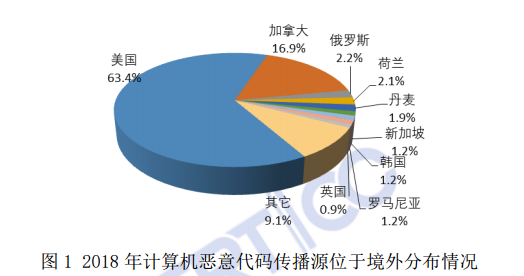 美国
63.4%
加拿大
16.9%
俄罗斯
2.2%
荷兰
2.1%
丹麦
1.9%
新加坡
1.2%
韩国
1.2%
罗马尼亚
1.2%
英国
0.9%
其它
9.1%
图 1 2018 年计算机恶意代码传播源位于境外分布情况